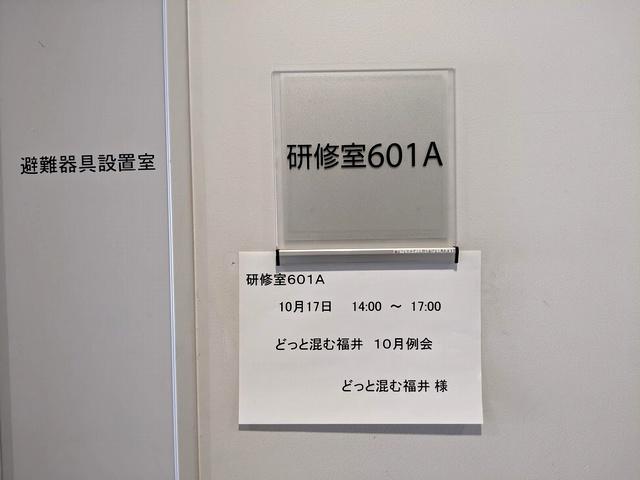 避難器具設置室
研修室601A
研修室601A
10月17日　14:00　～　17:00
どっと混む福井　10月例会
どっと混む福井 様